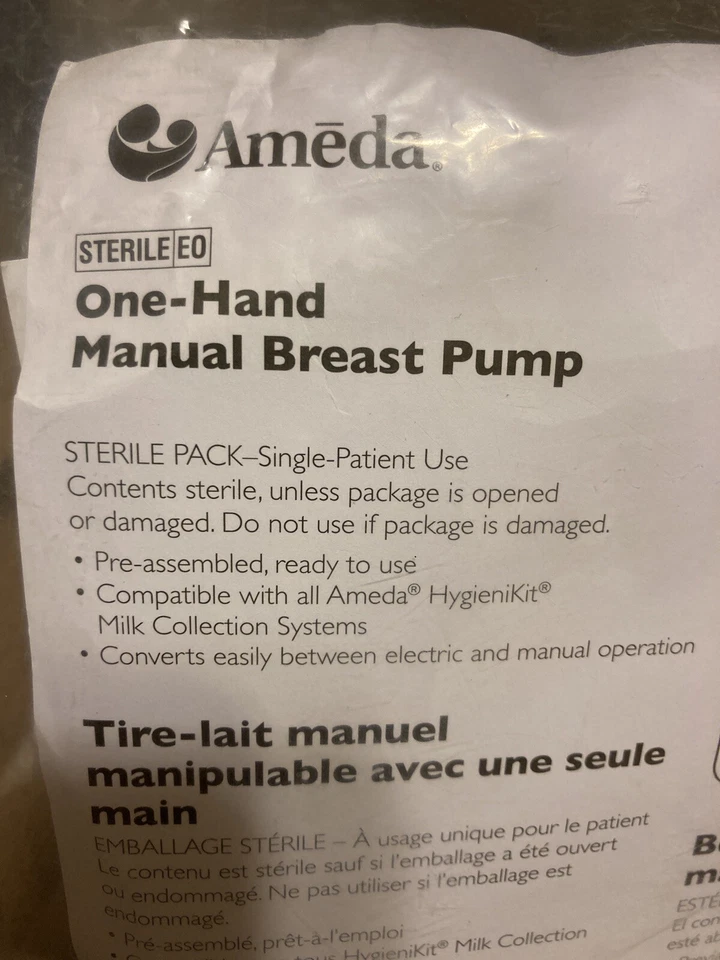 Amēda®
STERILE EO
One-Hand
Manual Breast Pump
STERILE PACK–Single-Patient Use
Contents sterile, unless package is opened
or damaged. Do not use if package is damaged.
• Pre-assembled, ready to use
• Compatible with all Ameda® HygieniKit®
Milk Collection Systems
• Converts easily between electric and manual operation
Tire-lait manuel
manipulable avec une seule
main
EMBALLAGE STÉRILE – À usage unique pour le patient
Le contenu est stérile sauf si l'emballage a été ouvert
ou endommagé. Ne pas utiliser si l'emballage est
endommagé.
• Pré-assemblé, prêt-à-l'emploi
HygieniKit® Milk Collection
El